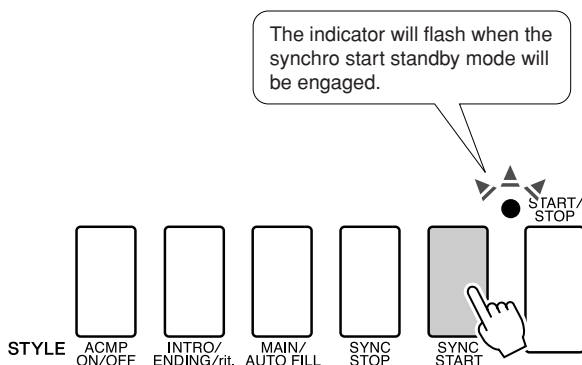 The indicator will flash when the
synchro start standby mode will
be engaged.
START/
STOP
STYLE
ACMP
ON/OFF
INTRO/
ENDING/rit.
MAIN/
AUTO FILL
SYNC
STOP
SYNC
START